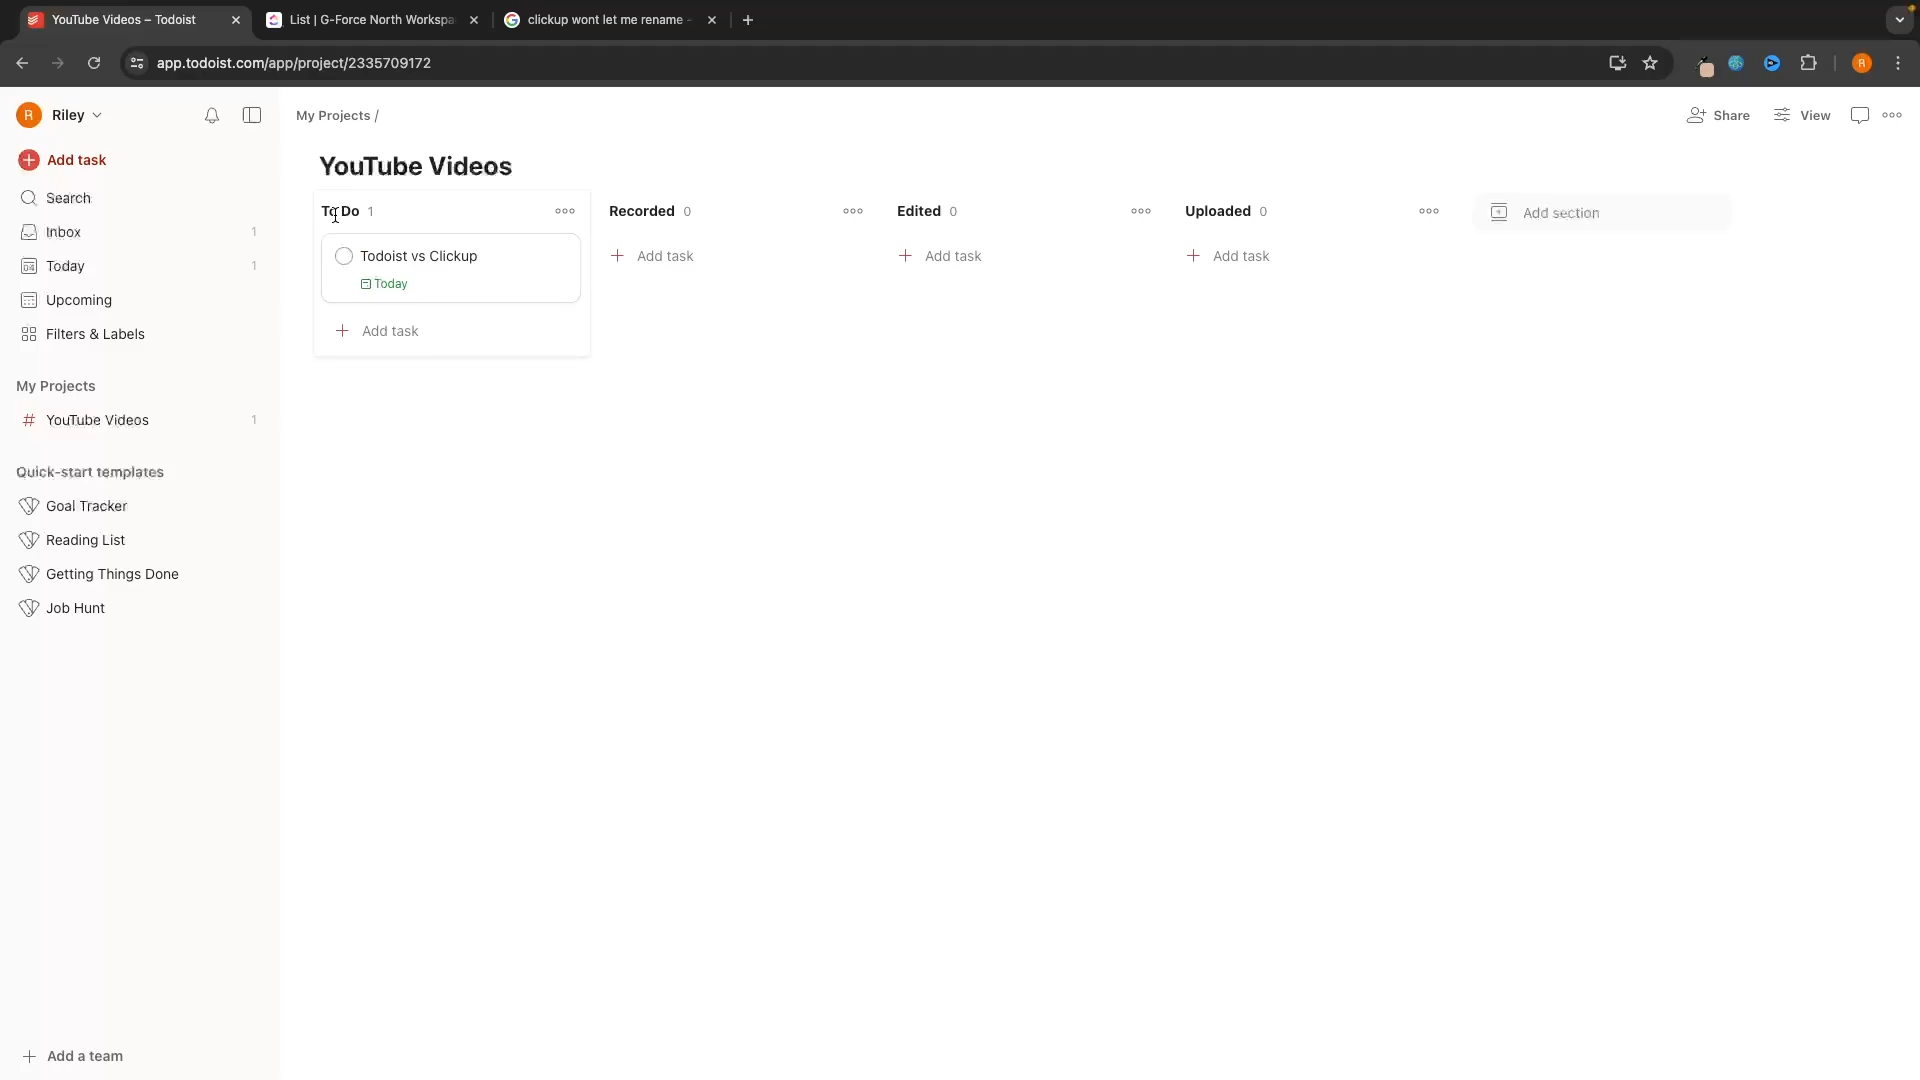 YouTube Videos – Todoist
List | G-Force North Workspa
clickup wont let me rename -
app.todoist.com/app/project/2335709172
R
R
Riley
My Projects /
Share
View
Add task
YouTube Videos
Search
To Do 1
Recorded 0
Edited 0
Uploaded 0
Add section
Inbox 1
Todoist vs Clickup
Add task
Add task
Add task
04
Today 1
Today
Upcoming
Add task
Filters & Labels
My Projects
YouTube Videos 1
Quick-start templates
Goal Tracker
Reading List
Getting Things Done
Job Hunt
Add a team